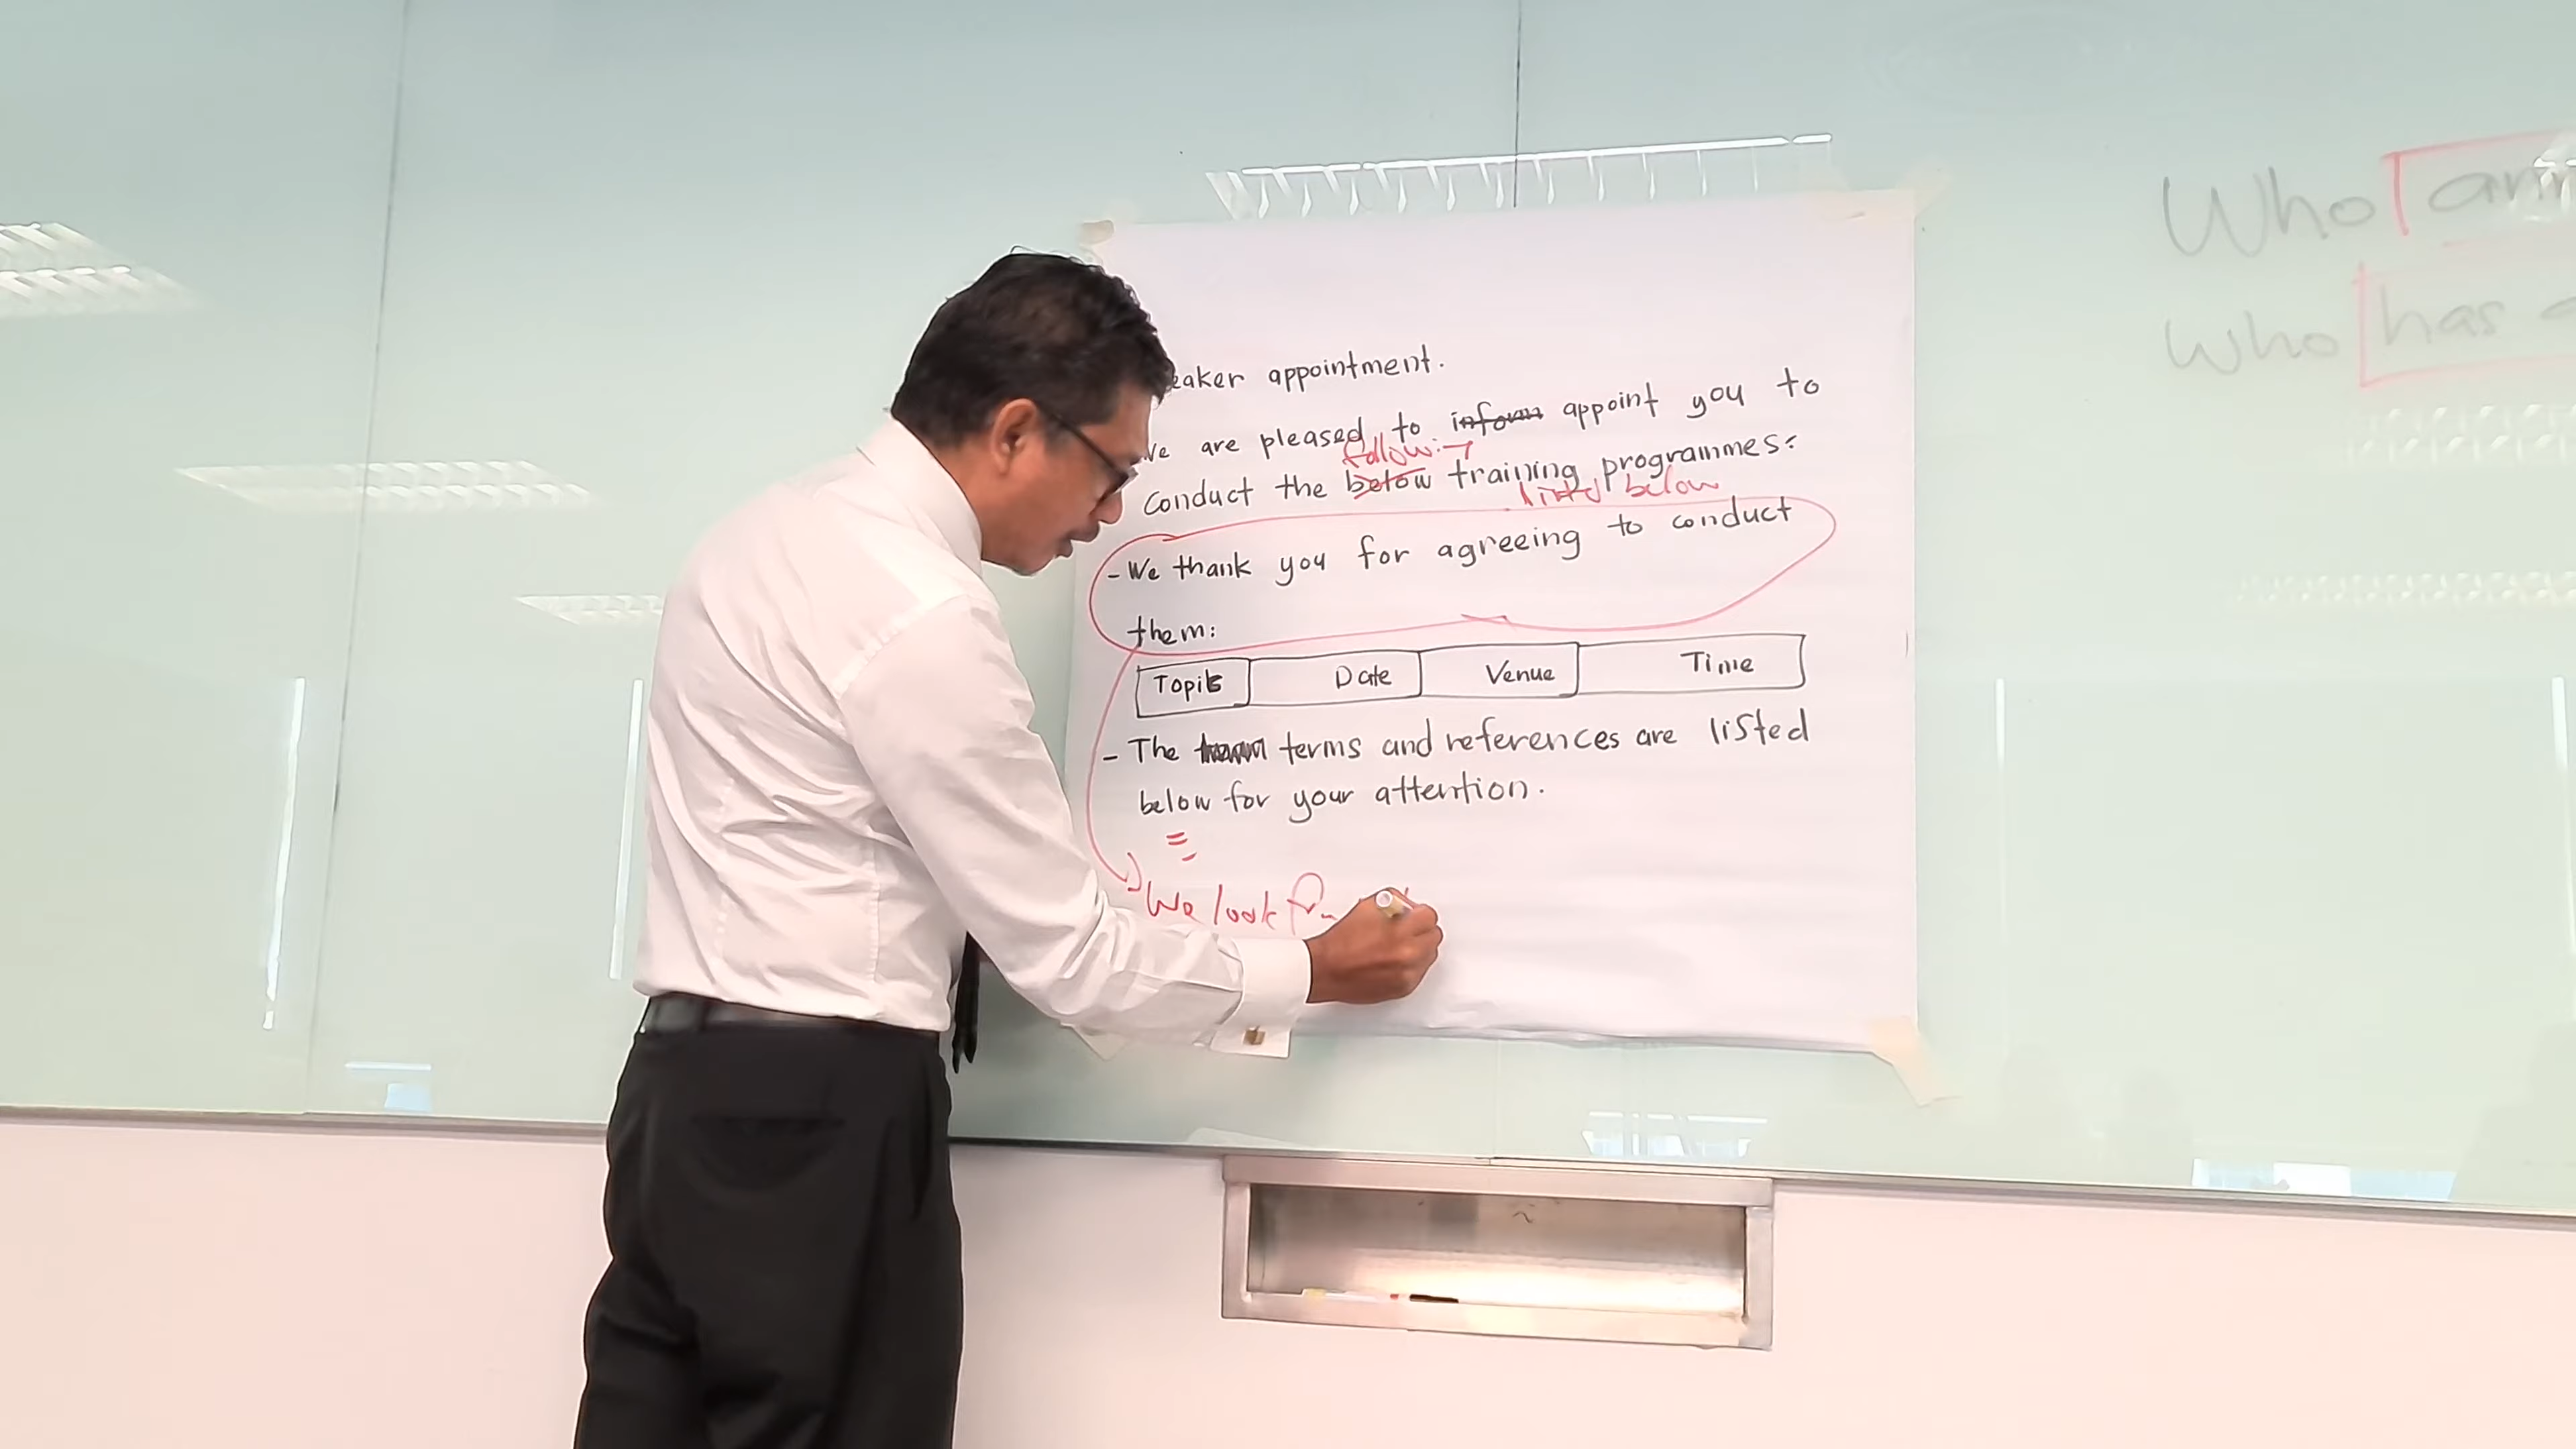 eaker appointment.
We are pleased to inform appoint you to
following
Conduct the below training programmes:
listed below
- We thank you for agreeing to conduct
them:
Topic Date Venue Time
- The terms and references are listed
below for your attention.
We look
Who
Who has